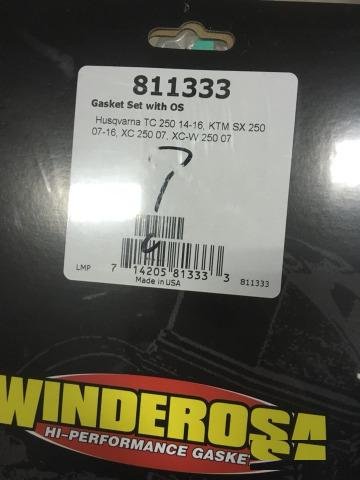 811333
Gasket Set with OS
Husqvarna TC 250 14-16, KTM SX 250
07-16, XC 250 07, XC-W 250 07
LMP 7 14205 81333 3 811333
Made in USA
WINDEROSA
HI-PERFORMANCE GASKE